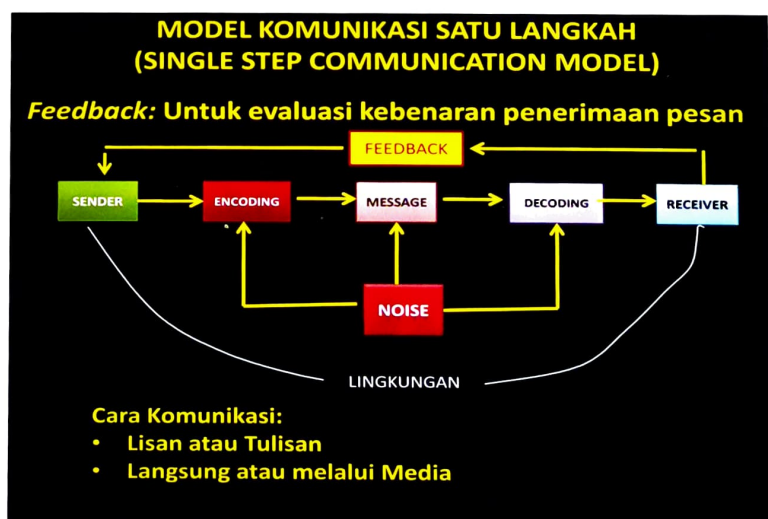 MODEL KOMUNIKASI SATU LANGKAH
(SINGLE STEP COMMUNICATION MODEL)
Feedback: Untuk evaluasi kebenaran penerimaan pesan
FEEDBACK
SENDER
ENCODING
MESSAGE
DECODING
RECEIVER
NOISE
LINGKUNGAN
Cara Komunikasi:
• Lisan atau Tulisan
• Langsung atau melalui Media